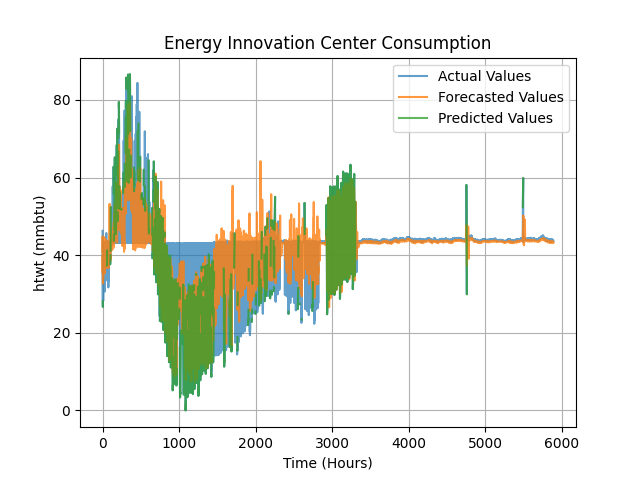 Energy Innovation Center Consumption
Actual Values
Forecasted Values
Predicted Values
htwt (mmbtu)
80
60
40
20
0
0 1000 2000 3000 4000 5000 6000
Time (Hours)